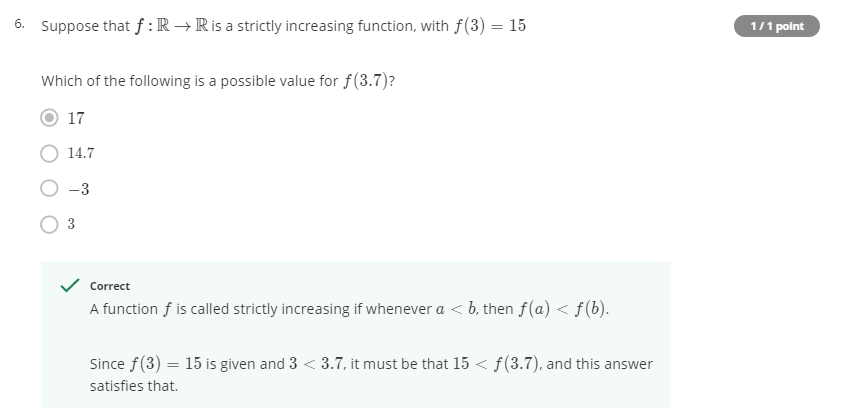 6. Suppose that f : ℝ → ℝ is a strictly increasing function, with f(3) = 15
1 / 1 point
Which of the following is a possible value for f(3.7)?
17
14.7
−3
3
Correct
A function f is called strictly increasing if whenever a < b, then f(a) < f(b).
Since f(3) = 15 is given and 3 < 3.7, it must be that 15 < f(3.7), and this answer
satisfies that.